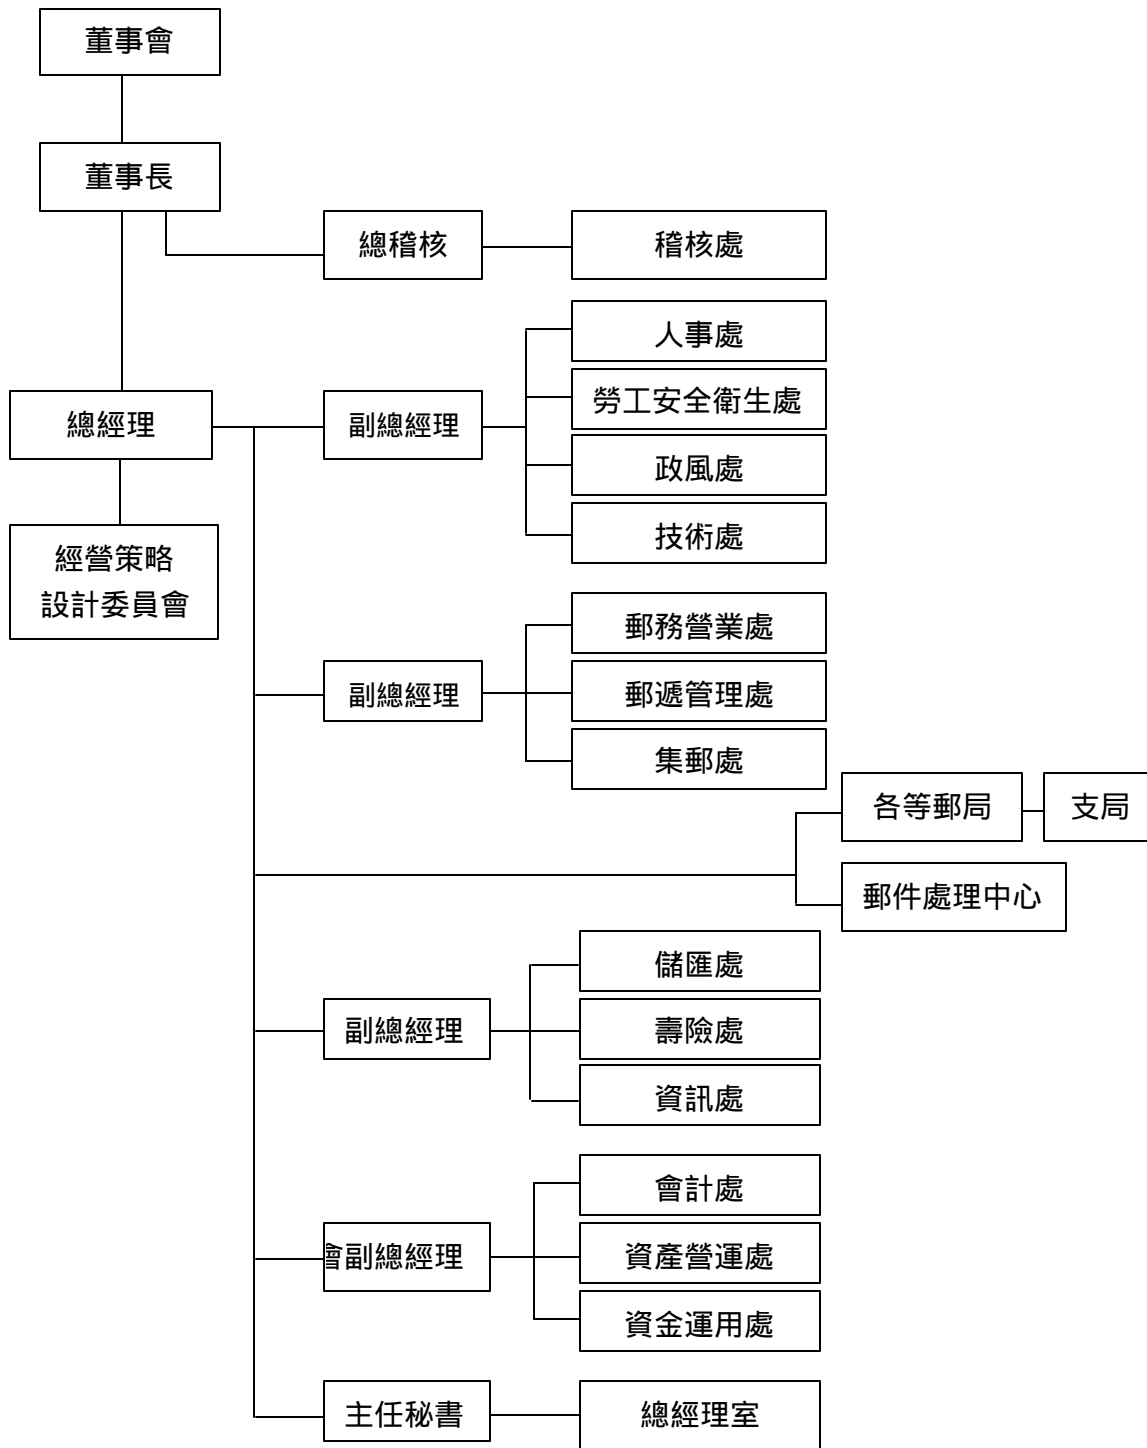 董事會
董事長
總稽核
稽核處
總經理
經營策略
設計委員會
副總經理
人事處
勞工安全衛生處
政風處
技術處
副總經理
郵務營業處
郵遞管理處
集郵處
各等郵局
支局
郵件處理中心
副總經理
儲匯處
壽險處
資訊處
會副總經理
會計處
資產營運處
資金運用處
主任秘書
總經理室